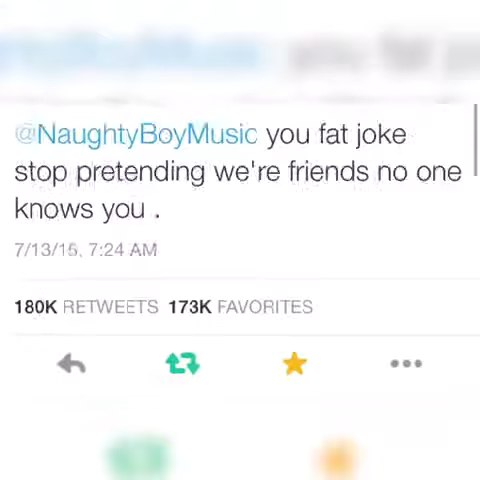 @NaughtyBoyMusic you fat joke
stop pretending we're friends no one
knows you .
7/13/15, 7:24 AM
180K RETWEETS 173K FAVORITES